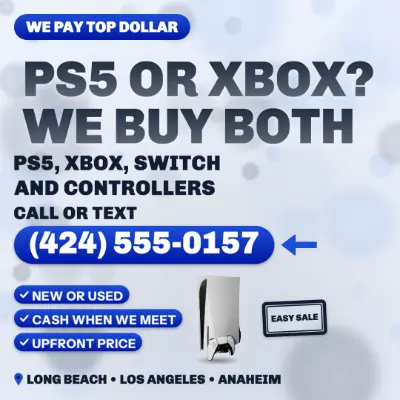 WE PAY TOP DOLLAR
PS5 OR XBOX?
WE BUY BOTH
PS5, XBOX, SWITCH
AND CONTROLLERS
CALL OR TEXT
(424) 555-0157
NEW OR USED
CASH WHEN WE MEET
UPFRONT PRICE
EASY SALE
LONG BEACH • LOS ANGELES • ANAHEIM